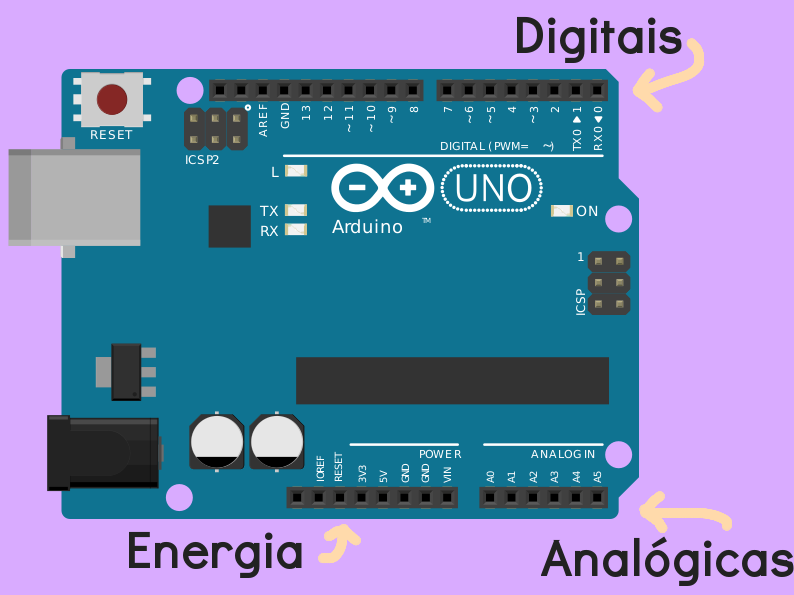 Digitais
RESET
ICSP2
AREF
GND
13
12
~11
~10
~9
8
7
~6
~5
4
~3
2
TX0 ▶ 1
RX0 ◀ 0
DIGITAL (PWM= ~)
L
TX
RX
UNO
Arduino ™
ON
1
ICSP
POWER
ANALOG IN
IOREF
RESET
3V3
5V
GND
GND
VIN
A0
A1
A2
A3
A4
A5
Energia
Analógicas